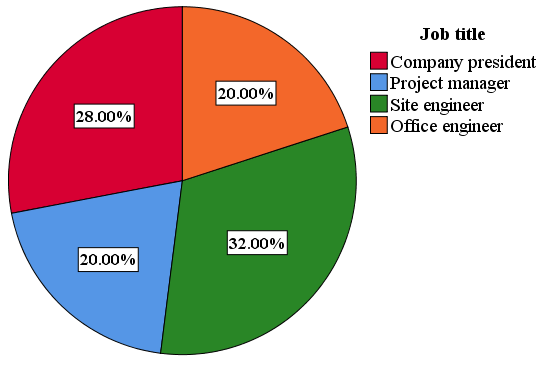 Job title
Company president
Project manager
Site engineer
Office engineer
20.00%
28.00%
32.00%
20.00%